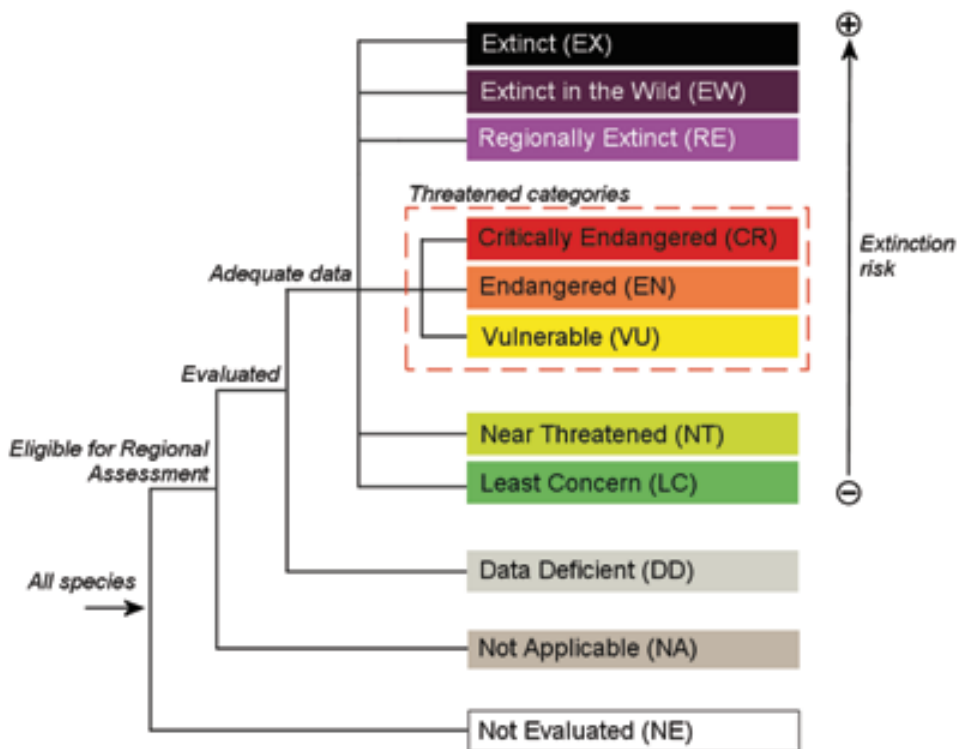 Extinct (EX)
Extinct in the Wild (EW)
Regionally Extinct (RE)
Threatened categories
Critically Endangered (CR)
Extinction
risk
Adequate data
Endangered (EN)
Vulnerable (VU)
Evaluated
Near Threatened (NT)
Eligible for Regional
Assessment
Least Concern (LC)
Data Deficient (DD)
All species
Not Applicable (NA)
Not Evaluated (NE)